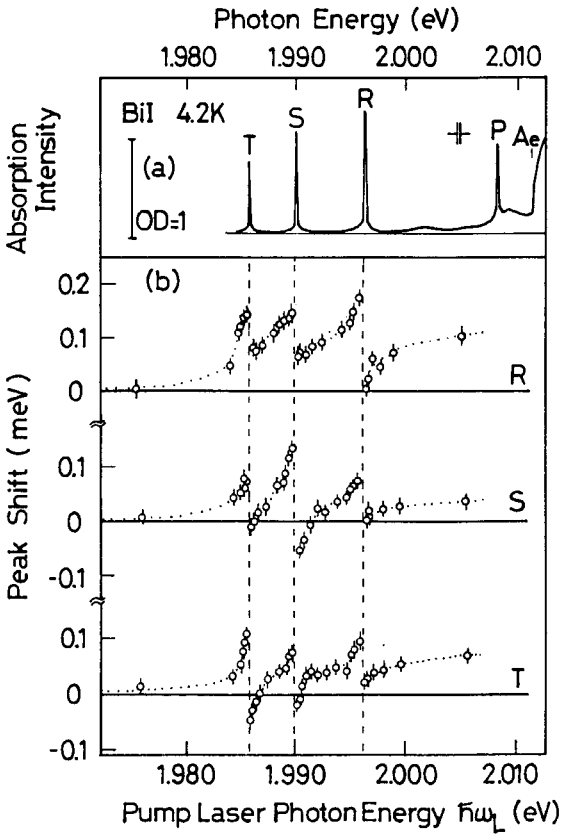 Photon Energy (eV)
1.980 1.990 2.000 2.010
Absorption
Intensity
BiI 4.2K
(a)
OD=1
T
S
R
P
Ae
(b)
Peak Shift (meV)
0.2
0.1
0
R
0.1
0
-0.1
S
0.1
0
-0.1
T
1.980 1.990 2.000 2.010
Pump Laser Photon Energy ℏω_L (eV)